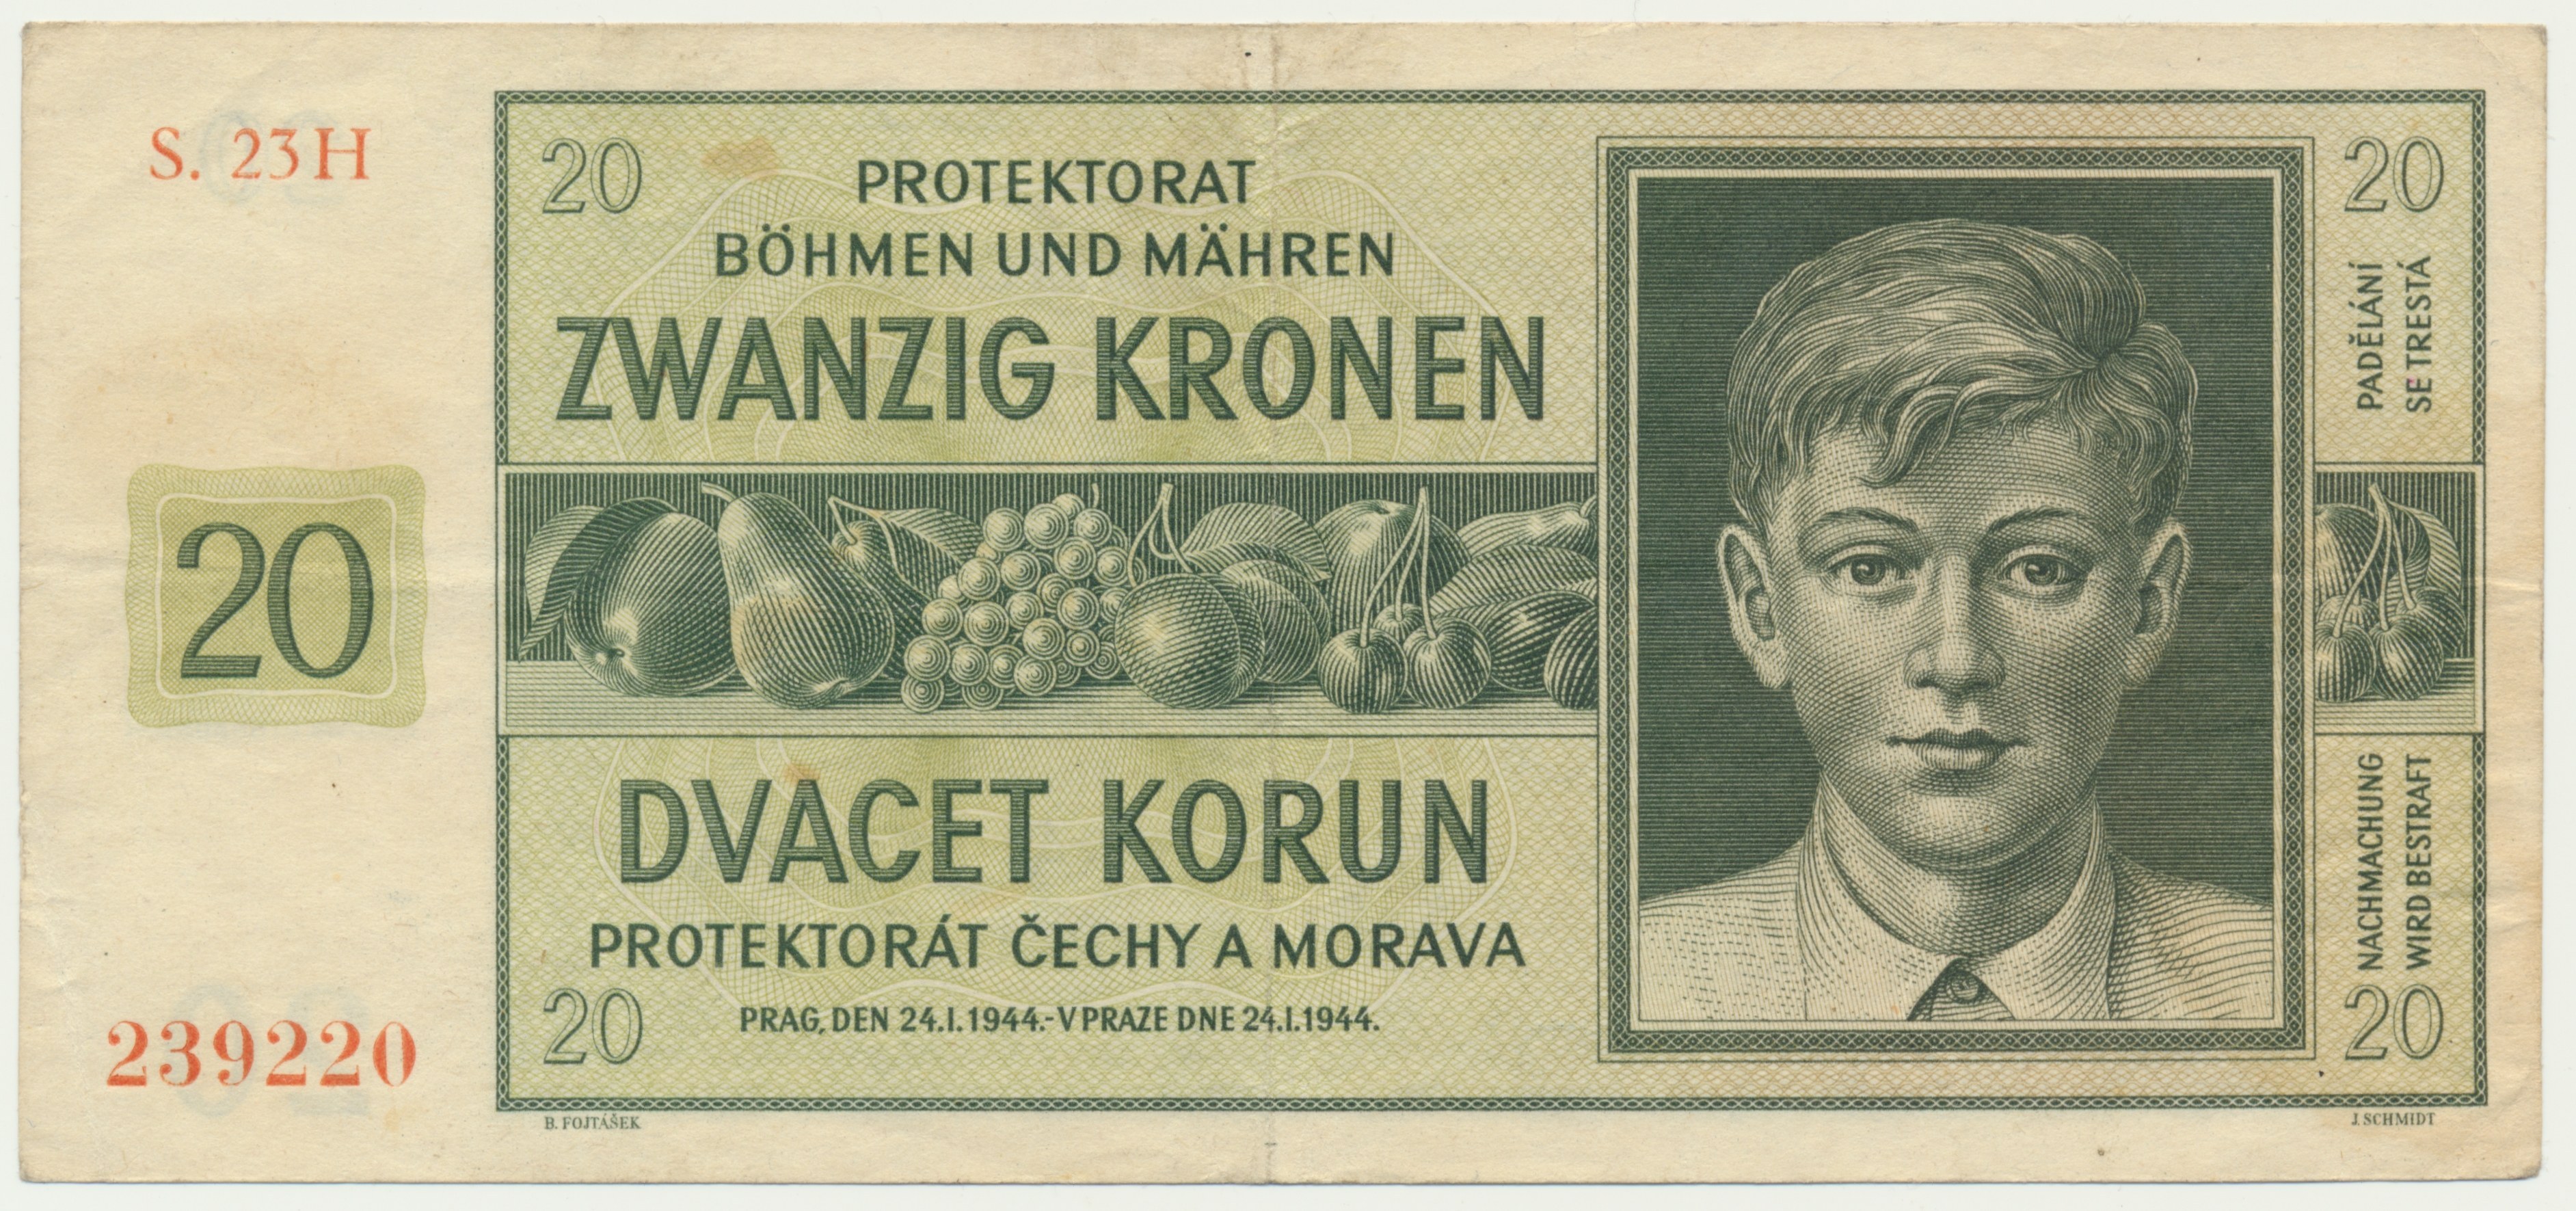 S. 23H
20
239220
20
PROTEKTORAT
BÖHMEN UND MÄHREN
ZWANZIG KRONEN
DVACET KORUN
PROTEKTORÁT ČECHY A MORAVA
20
PRAG, DEN 24.I.1944.-V PRAZE DNE 24.I.1944.
20
PADĚLÁNÍ
SE TRESTÁ
NACHMACHUNG
WIRD BESTRAFT
20
B. FOJTÁŠEK
J. SCHMIDT